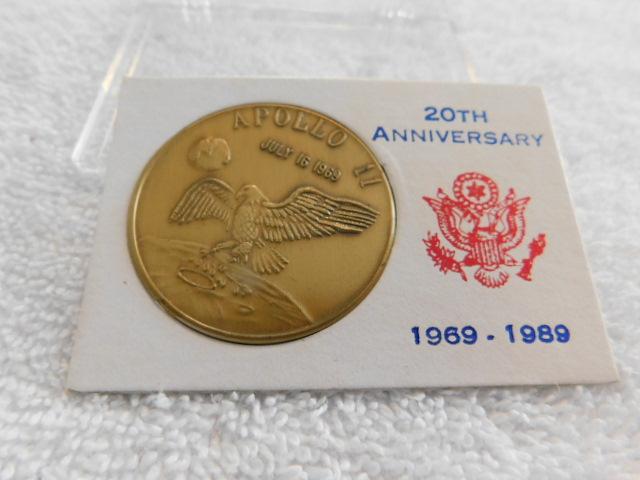 APOLLO 11
JULY 16 1969
20TH
ANNIVERSARY
1969 - 1989